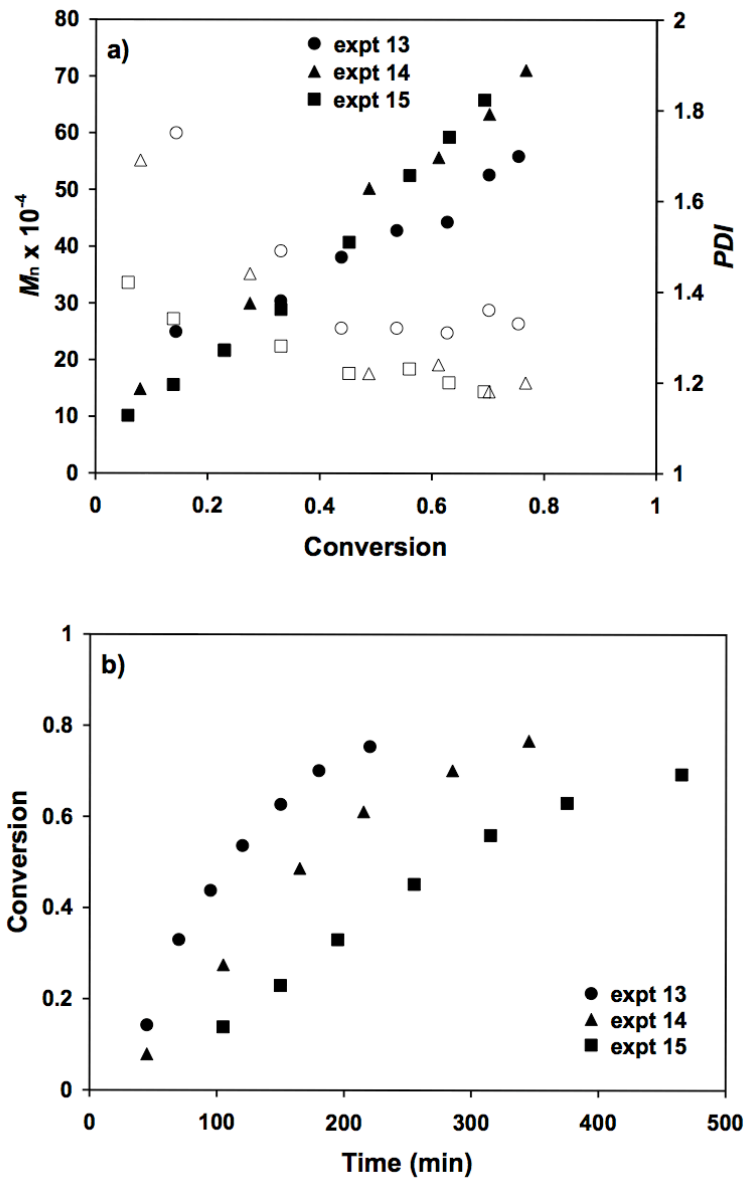 a)
expt 13
expt 14
expt 15
80
70
60
50
40
30
20
10
0
Mn x 10-4
2
1.8
1.6
1.4
1.2
1
PDI
0 0.2 0.4 0.6 0.8 1
Conversion
b)
1
0.8
0.6
0.4
0.2
0
Conversion
expt 13
expt 14
expt 15
0 100 200 300 400 500
Time (min)